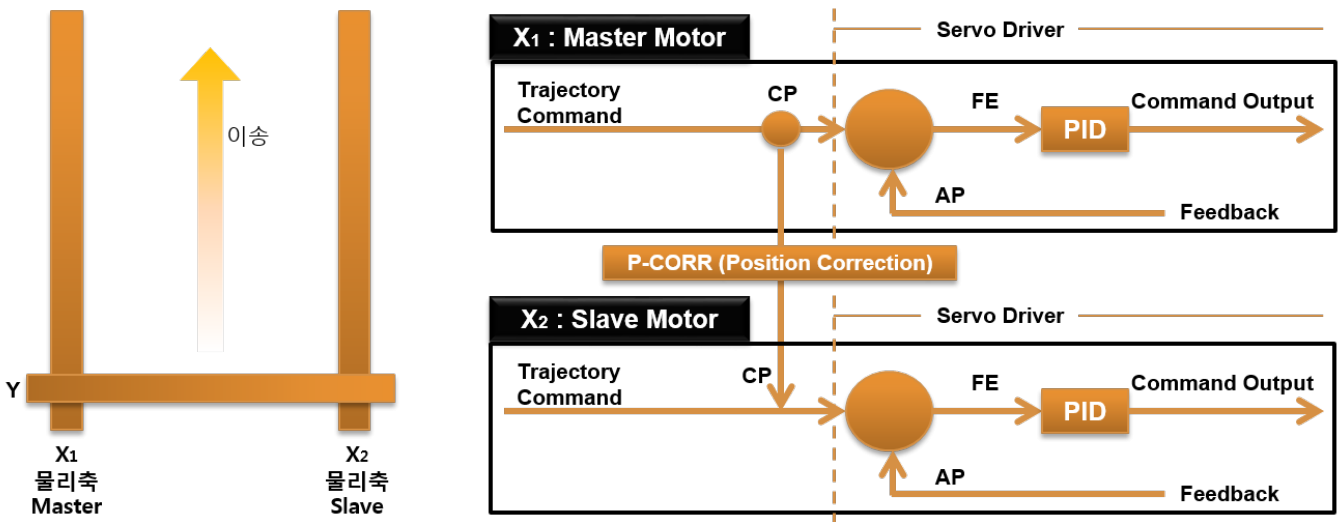 이송
Y
X1
물리축
Master
X2
물리축
Slave
X1 : Master Motor
Servo Driver
Trajectory
Command
CP
FE
PID
Command Output
AP
Feedback
P-CORR (Position Correction)
X2 : Slave Motor
Servo Driver
Trajectory
Command
CP
FE
PID
Command Output
AP
Feedback